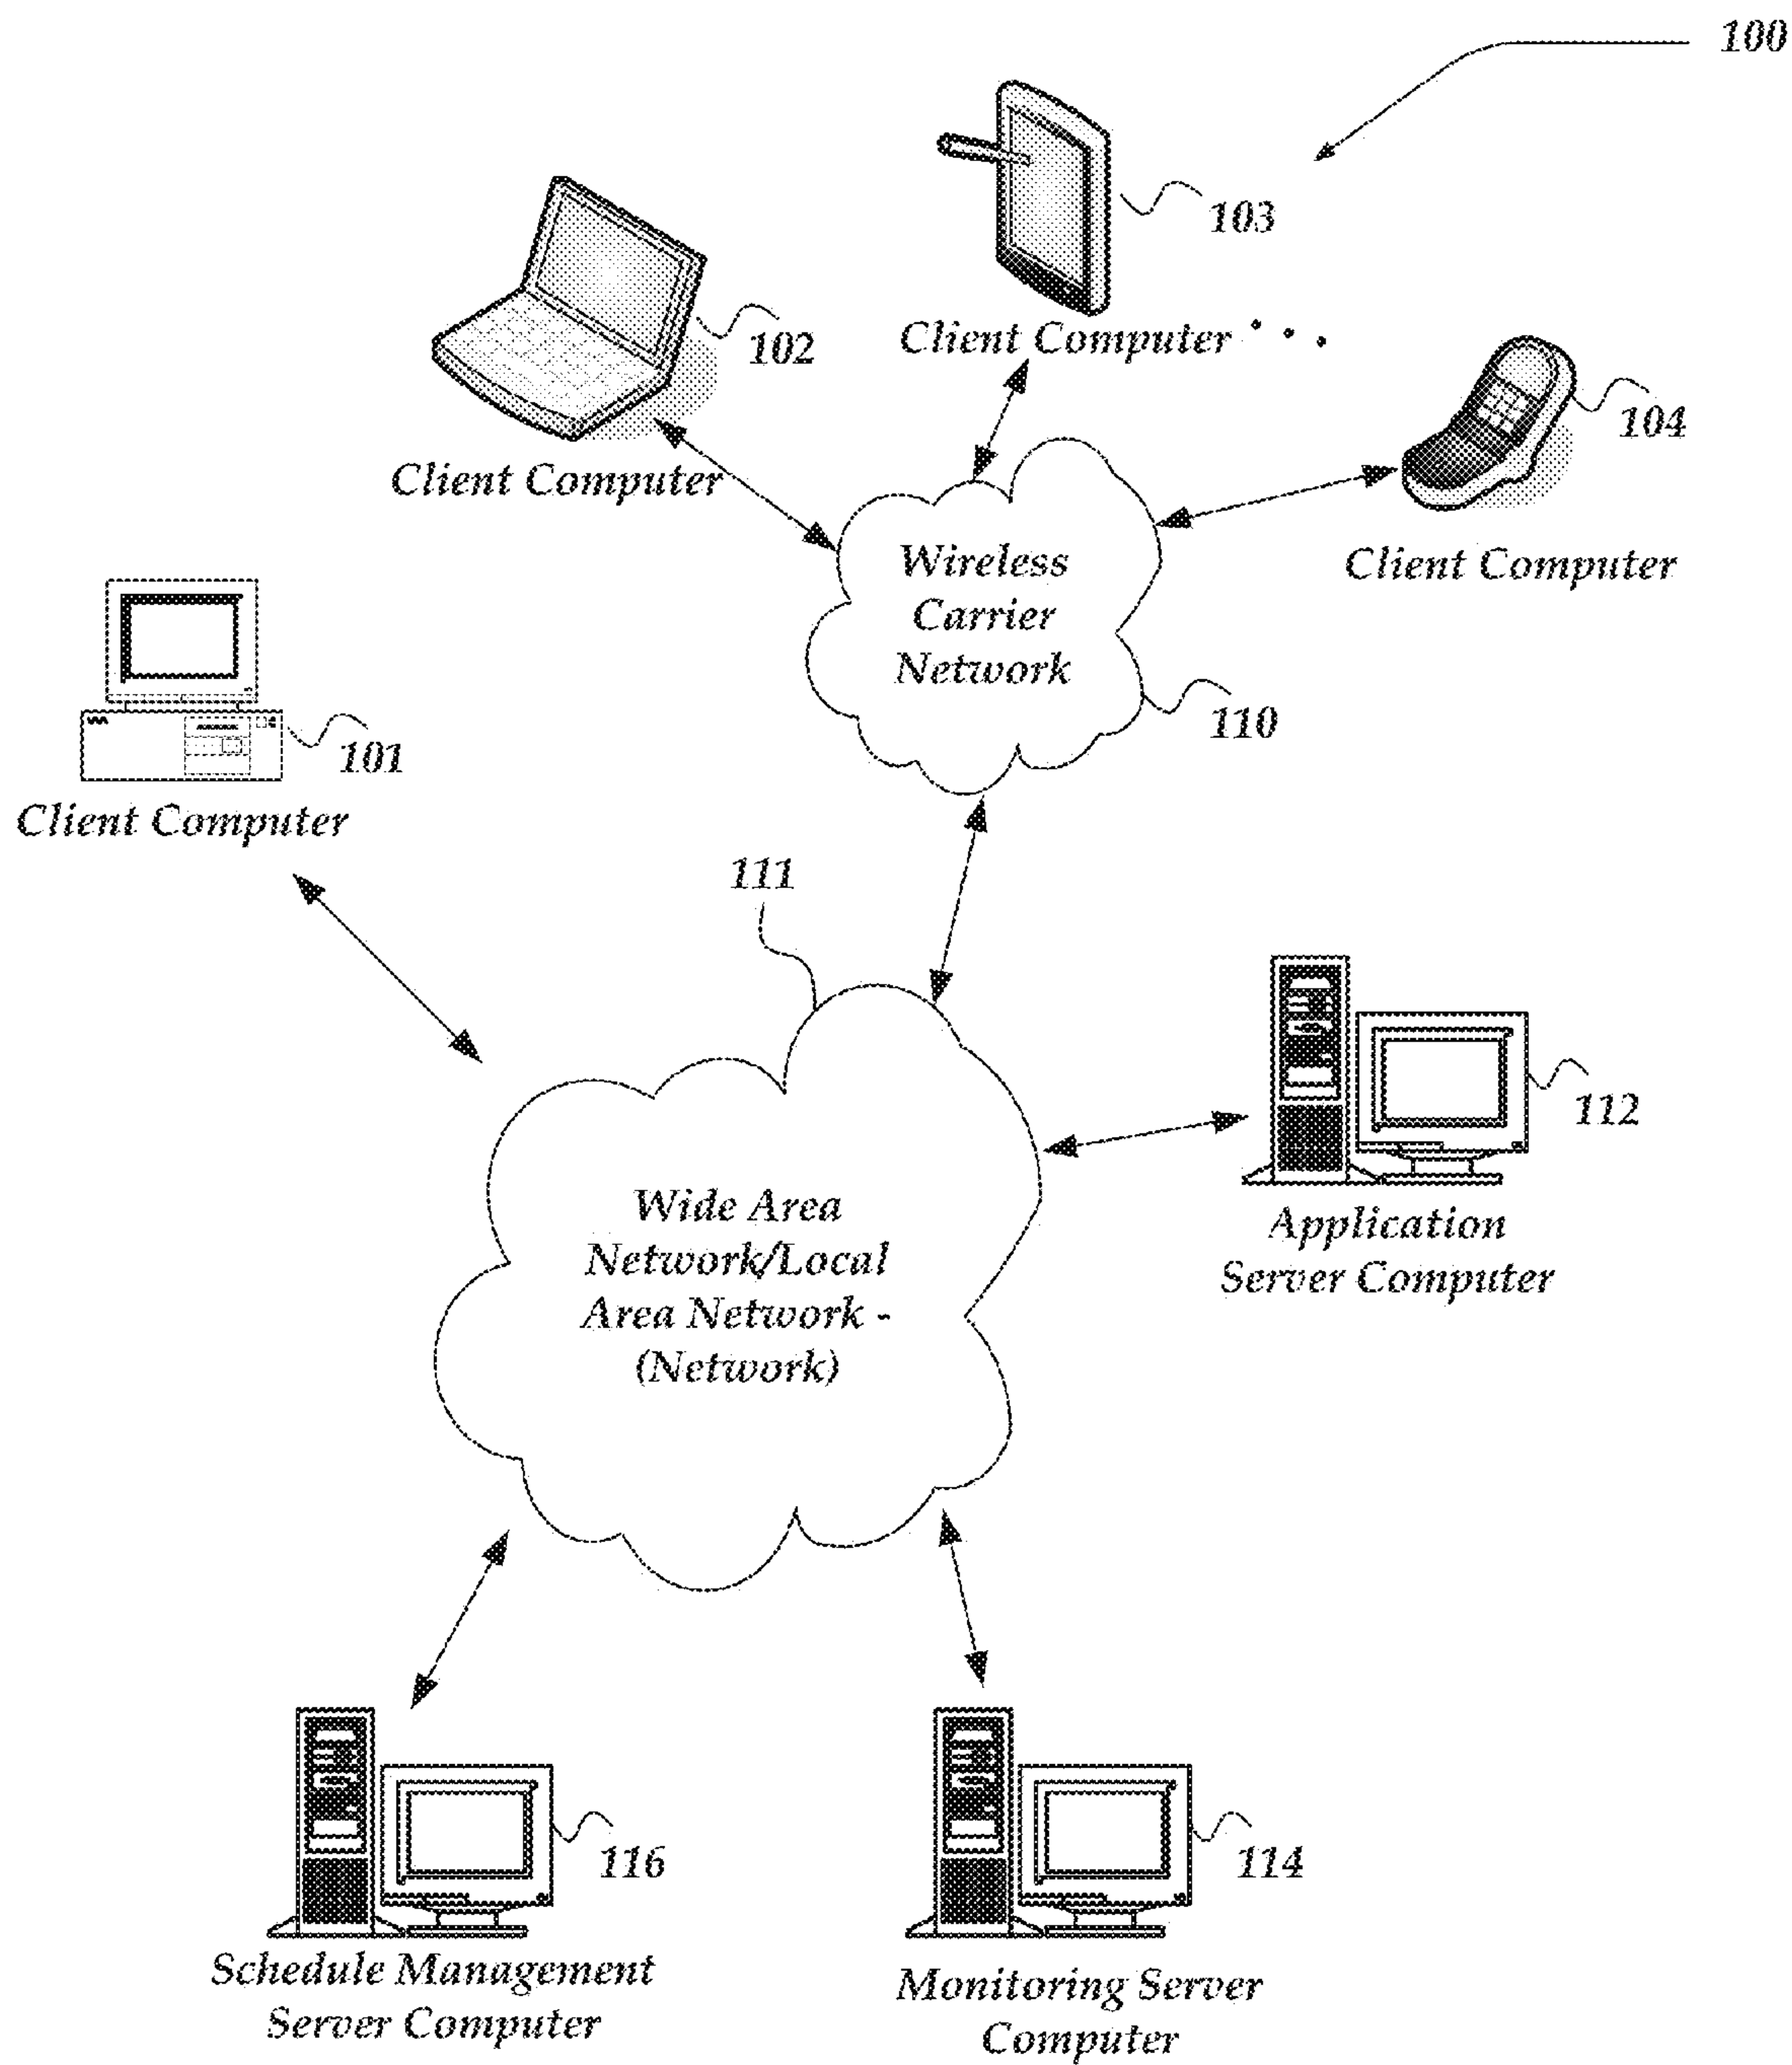 100
103
102
Client Computer
104
Client Computer
Client Computer
Wireless
Carrier
Network
110
101
Client Computer
111
112
Wide Area
Network/Local
Area Network -
(Network)
Application
Server Computer
116
114
Schedule Management
Server Computer
Monitoring Server
Computer